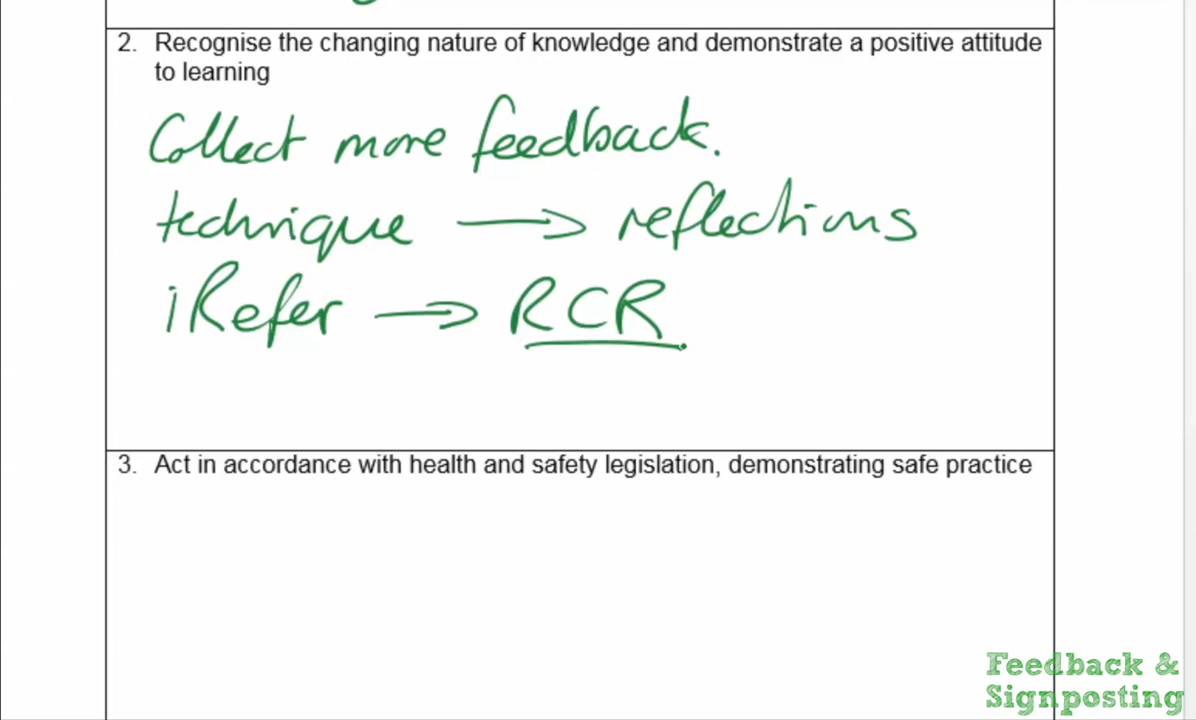 2. Recognise the changing nature of knowledge and demonstrate a positive attitude
to learning
Collect more feedback.
technique → reflections
iRefer → RCR
3. Act in accordance with health and safety legislation, demonstrating safe practice
Feedback &
Signposting